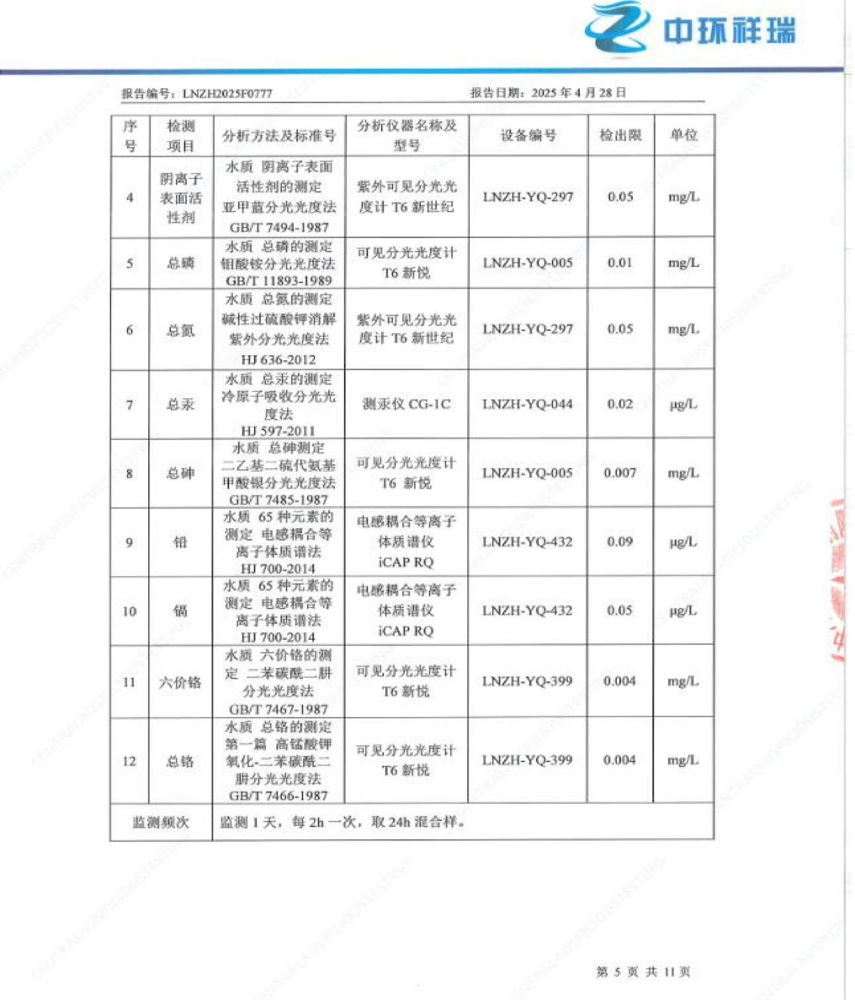 中环祥瑞
报告编号：LNZH2025F0777
报告日期：2025年4月28日
序号
检测项目
分析方法及标准号
分析仪器名称及型号
设备编号
检出限
单位
4
阴离子
表面活
性剂
水质 阴离子表面
活性剂的测定
亚甲蓝分光光度法
GB/T 7494-1987
紫外可见分光光
度计 T6 新世纪
LNZH-YQ-297
0.05
mg/L
5
总磷
水质 总磷的测定
钼酸铵分光光度法
GB/T 11893-1989
可见分光光度计
T6 新悦
LNZH-YQ-005
0.01
mg/L
6
总氮
水质 总氮的测定
碱性过硫酸钾消解
紫外分光光度法
HJ 636-2012
紫外可见分光光
度计 T6 新世纪
LNZH-YQ-297
0.05
mg/L
7
总汞
水质 总汞的测定
冷原子吸收分光光
度法
HJ 597-2011
测汞仪 CG-1C
LNZH-YQ-044
0.02
μg/L
8
总砷
水质 总砷测定
二乙基二硫代氨基
甲酸银分光光度法
GB/T 7485-1987
可见分光光度计
T6 新悦
LNZH-YQ-005
0.007
mg/L
9
铅
水质 65 种元素的
测定 电感耦合等
离子体质谱法
HJ 700-2014
电感耦合等离子
体质谱仪
iCAP RQ
LNZH-YQ-432
0.09
μg/L
10
镉
水质 65 种元素的
测定 电感耦合等
离子体质谱法
HJ 700-2014
电感耦合等离子
体质谱仪
iCAP RQ
LNZH-YQ-432
0.05
μg/L
11
六价铬
水质 六价铬的测
定 二苯碳酰二肼
分光光度法
GB/T 7467-1987
可见分光光度计
T6 新悦
LNZH-YQ-399
0.004
mg/L
12
总铬
水质 总铬的测定
第一篇 高锰酸钾
氧化-二苯碳酰二
肼分光光度法
GB/T 7466-1987
可见分光光度计
T6 新悦
LNZH-YQ-399
0.004
mg/L
监测频次
监测 1 天，每 2h 一次，取 24h 混合样。
第 5 页 共 11 页